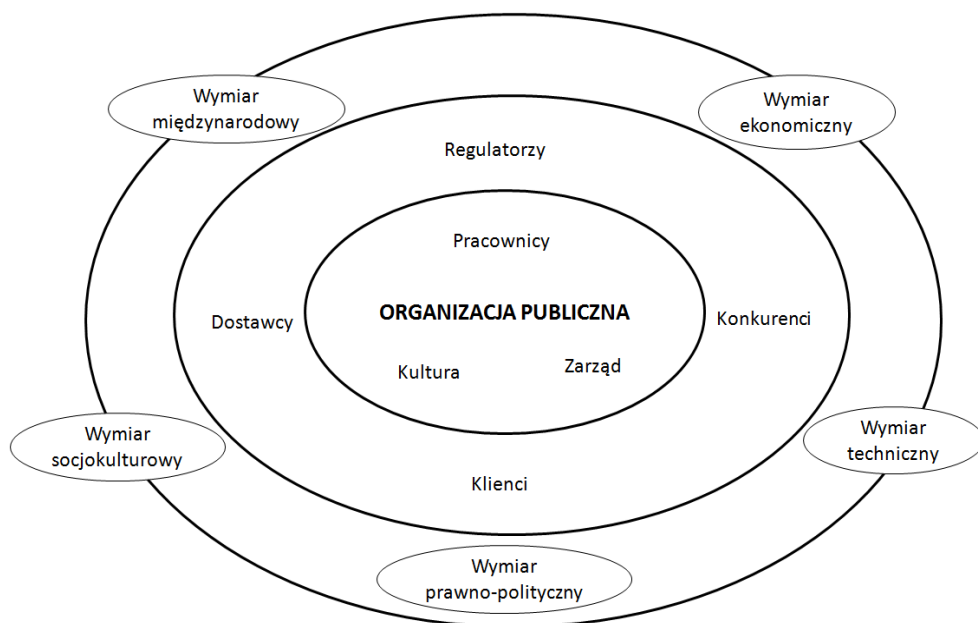 Wymiar
międzynarodowy
Wymiar
ekonomiczny
Regulatorzy
Pracownicy
Dostawcy
ORGANIZACJA PUBLICZNA
Konkurenci
Kultura
Zarząd
Wymiar
socjokulturowy
Wymiar
techniczny
Klienci
Wymiar
prawno-polityczny